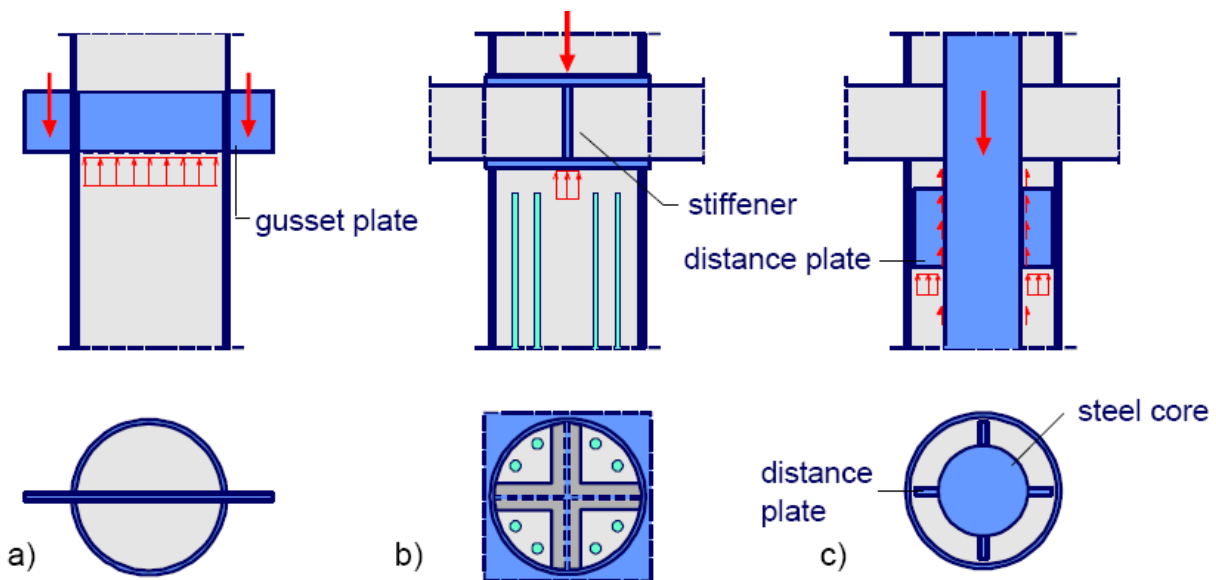 gusset plate
stiffener
distance plate
steel core
distance
plate
a)
b)
c)